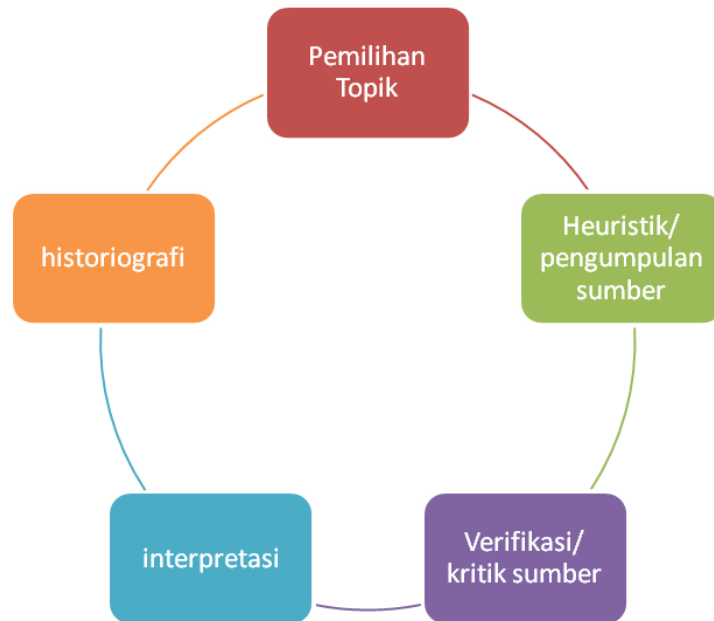 Pemilihan
Topik
Heuristik/
pengumpulan
sumber
Verifikasi/
kritik sumber
interpretasi
historiografi